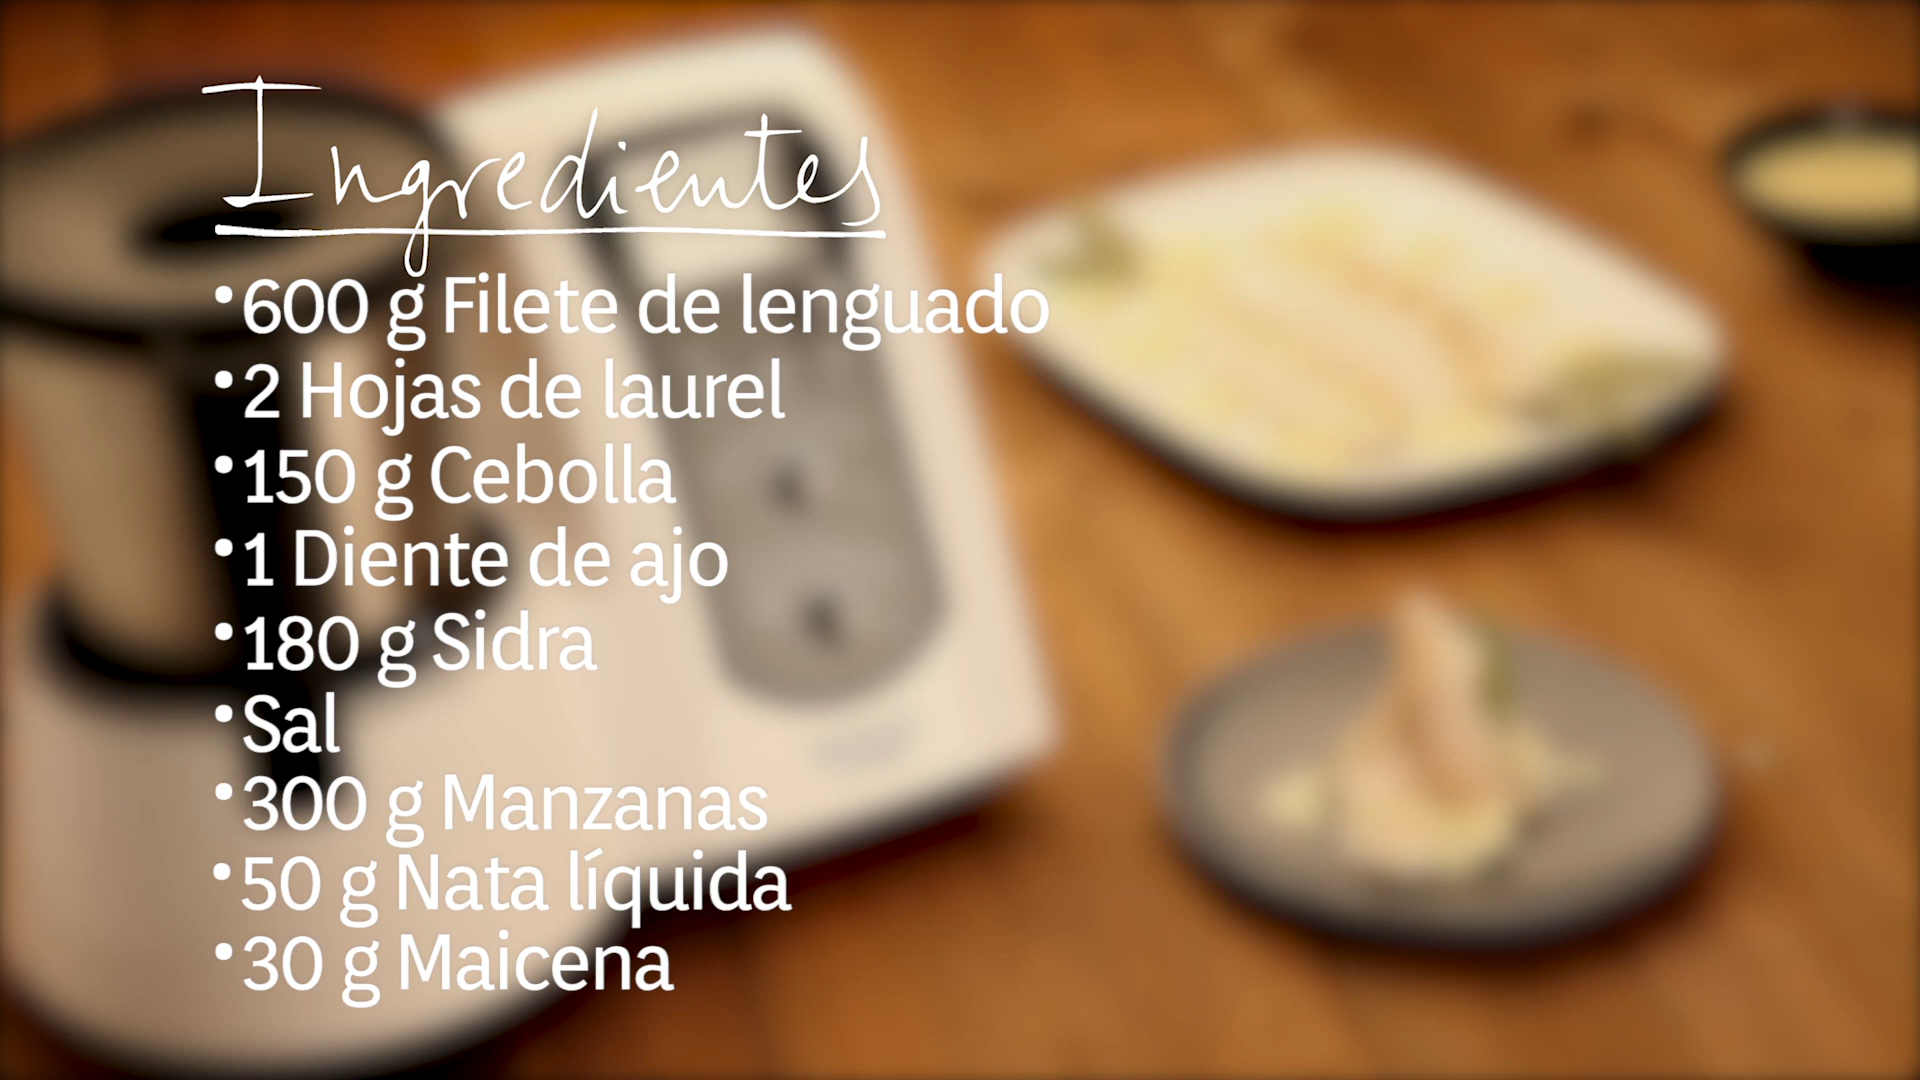 Ingredientes
•600 g Filete de lenguado
•2 Hojas de laurel
•150 g Cebolla
•1 Diente de ajo
•180 g Sidra
•Sal
•300 g Manzanas
•50 g Nata líquida
•30 g Maicena